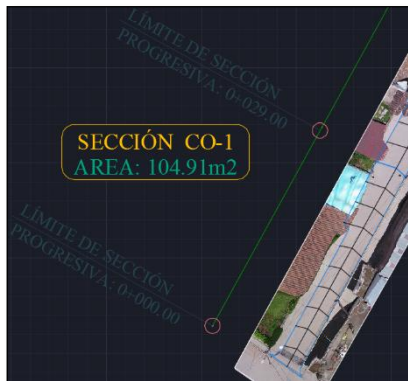 LÍMITE DE SECCIÓN
PROGRESIVA: 0+029.00
SECCIÓN CO-1
AREA: 104.91m2
LÍMITE DE SECCIÓN
PROGRESIVA: 0+000.00